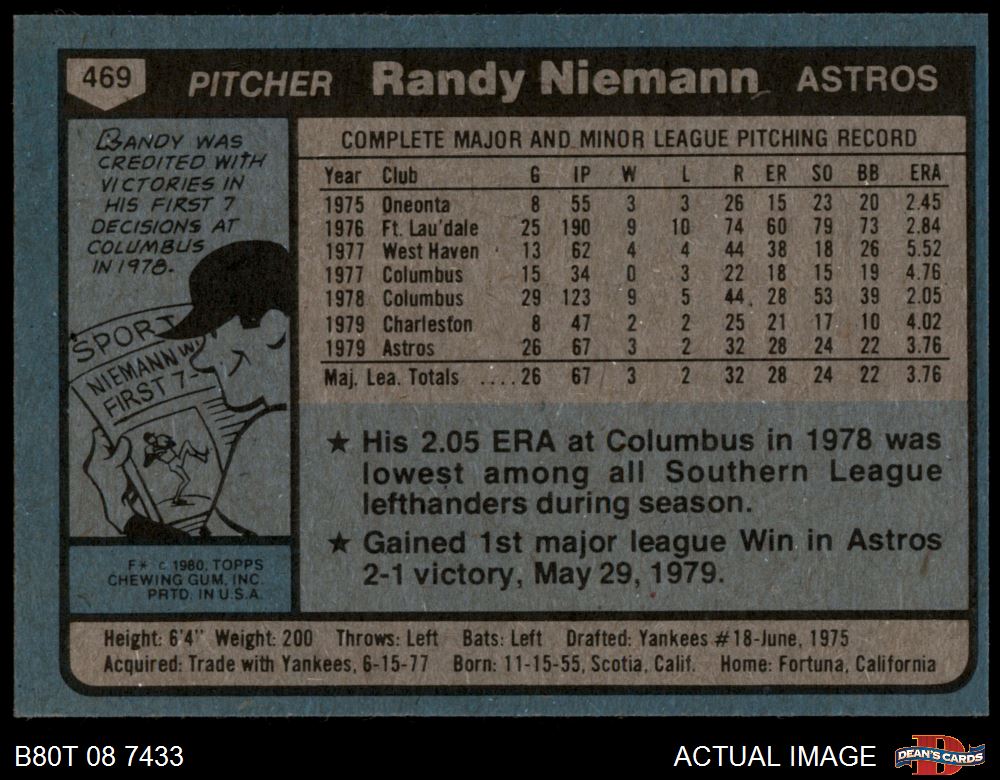 469 PITCHER Randy Niemann ASTROS
RANDY WAS
CREDITED WITH
VICTORIES IN
HIS FIRST 7
DECISIONS AT
COLUMBUS
IN 1978.
SPORT
NIEMANN WI
FIRST 7-
F✶ © 1980, TOPPS
CHEWING GUM, INC.
PRTD. IN U.S.A.
COMPLETE MAJOR AND MINOR LEAGUE PITCHING RECORD
Year Club G IP W L R ER SO BB ERA
1975 Oneonta 8 55 3 3 26 15 23 20 2.45
1976 Ft. Lau'dale 25 190 9 10 74 60 79 73 2.84
1977 West Haven 13 62 4 4 44 38 18 26 5.52
1977 Columbus 15 34 0 3 22 18 15 19 4.76
1978 Columbus 29 123 9 5 44 28 53 39 2.05
1979 Charleston 8 47 2 2 25 21 17 10 4.02
1979 Astros 26 67 3 2 32 28 24 22 3.76
Maj. Lea. Totals ....26 67 3 2 32 28 24 22 3.76
★ His 2.05 ERA at Columbus in 1978 was
lowest among all Southern League
lefthanders during season.
★ Gained 1st major league Win in Astros
2-1 victory, May 29, 1979.
Height: 6'4" Weight: 200 Throws: Left Bats: Left Drafted: Yankees #18-June, 1975
Acquired: Trade with Yankees, 6-15-77 Born: 11-15-55, Scotia, Calif. Home: Fortuna, California
B80T 08 7433 ACTUAL IMAGE D DEAN'S CARDS